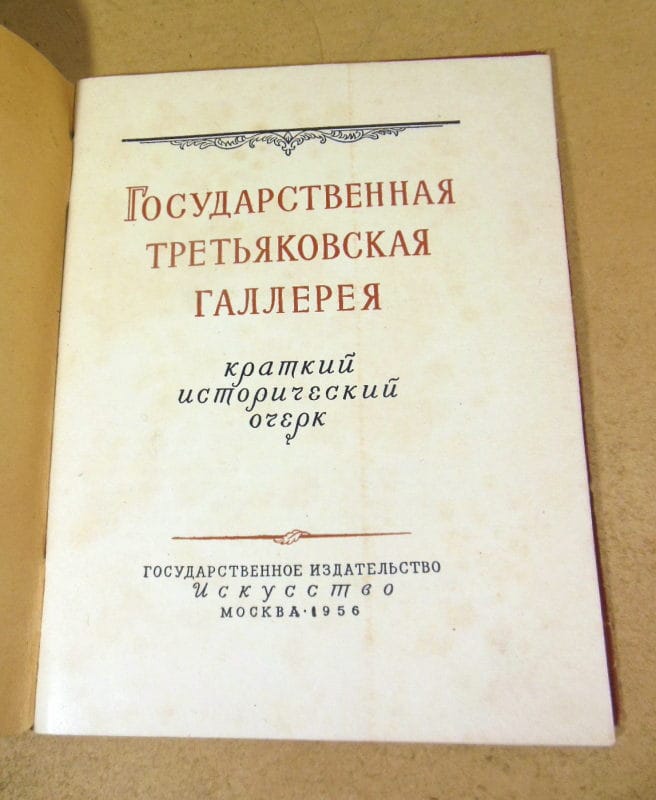 ГОСУДАРСТВЕННАЯ
ТРЕТЬЯКОВСКАЯ
ГАЛЛЕРЕЯ
краткий
исторический
очерк
ГОСУДАРСТВЕННОЕ ИЗДАТЕЛЬСТВО
Искусство
МОСКВА·1956